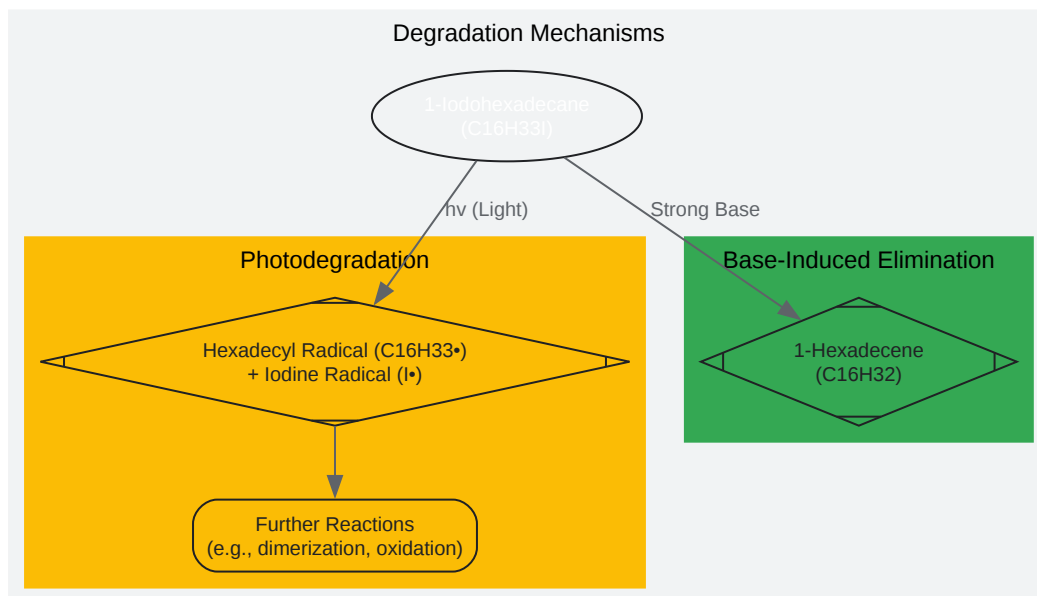 Degradation Mechanisms
1-Iodohexadecane
(C16H33I)
hv (Light)
Strong Base
Photodegradation
Base-Induced Elimination
Hexadecyl Radical (C16H33•)
+ Iodine Radical (I•)
1-Hexadecene
(C16H32)
Further Reactions
(e.g., dimerization, oxidation)